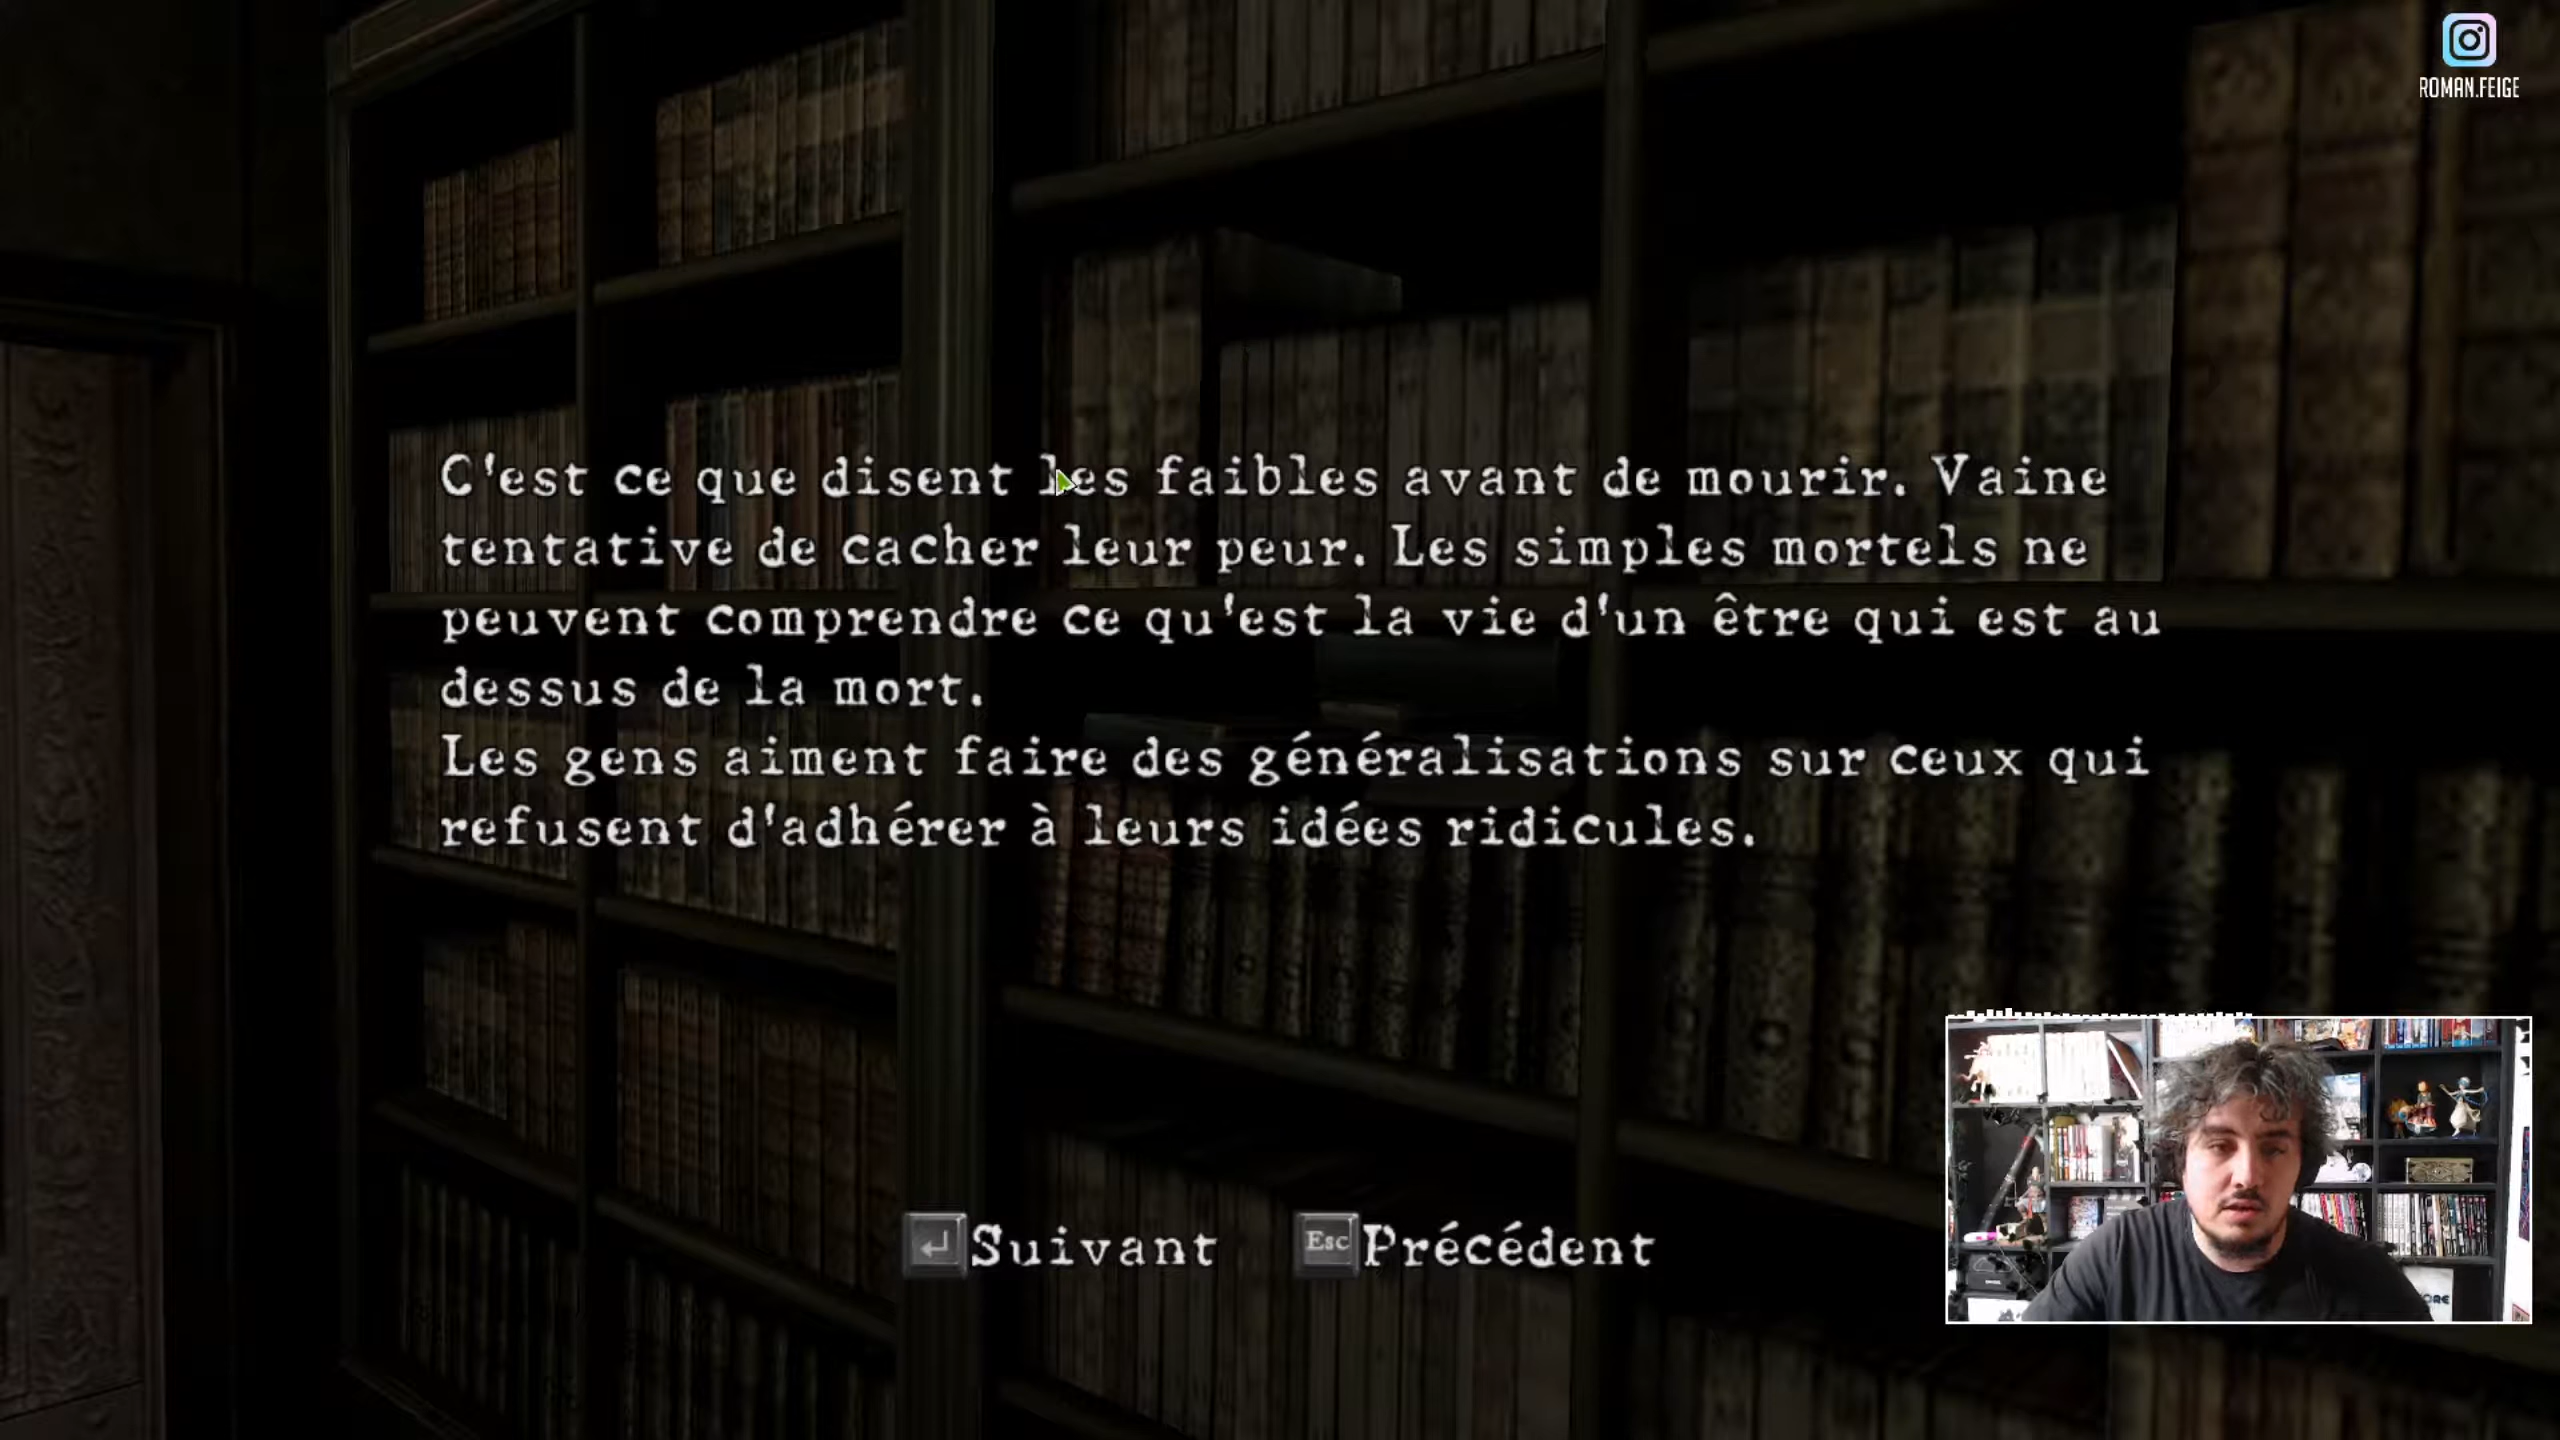 ROMAN.FEIGE
C'est ce que disent les faibles avant de mourir. Vaine
tentative de cacher leur peur. Les simples mortels ne
peuvent comprendre ce qu'est la vie d'un être qui est au
dessus de la mort.
Les gens aiment faire des généralisations sur ceux qui
refusent d'adhérer à leurs idées ridicules.
Suivant
Esc Précédent